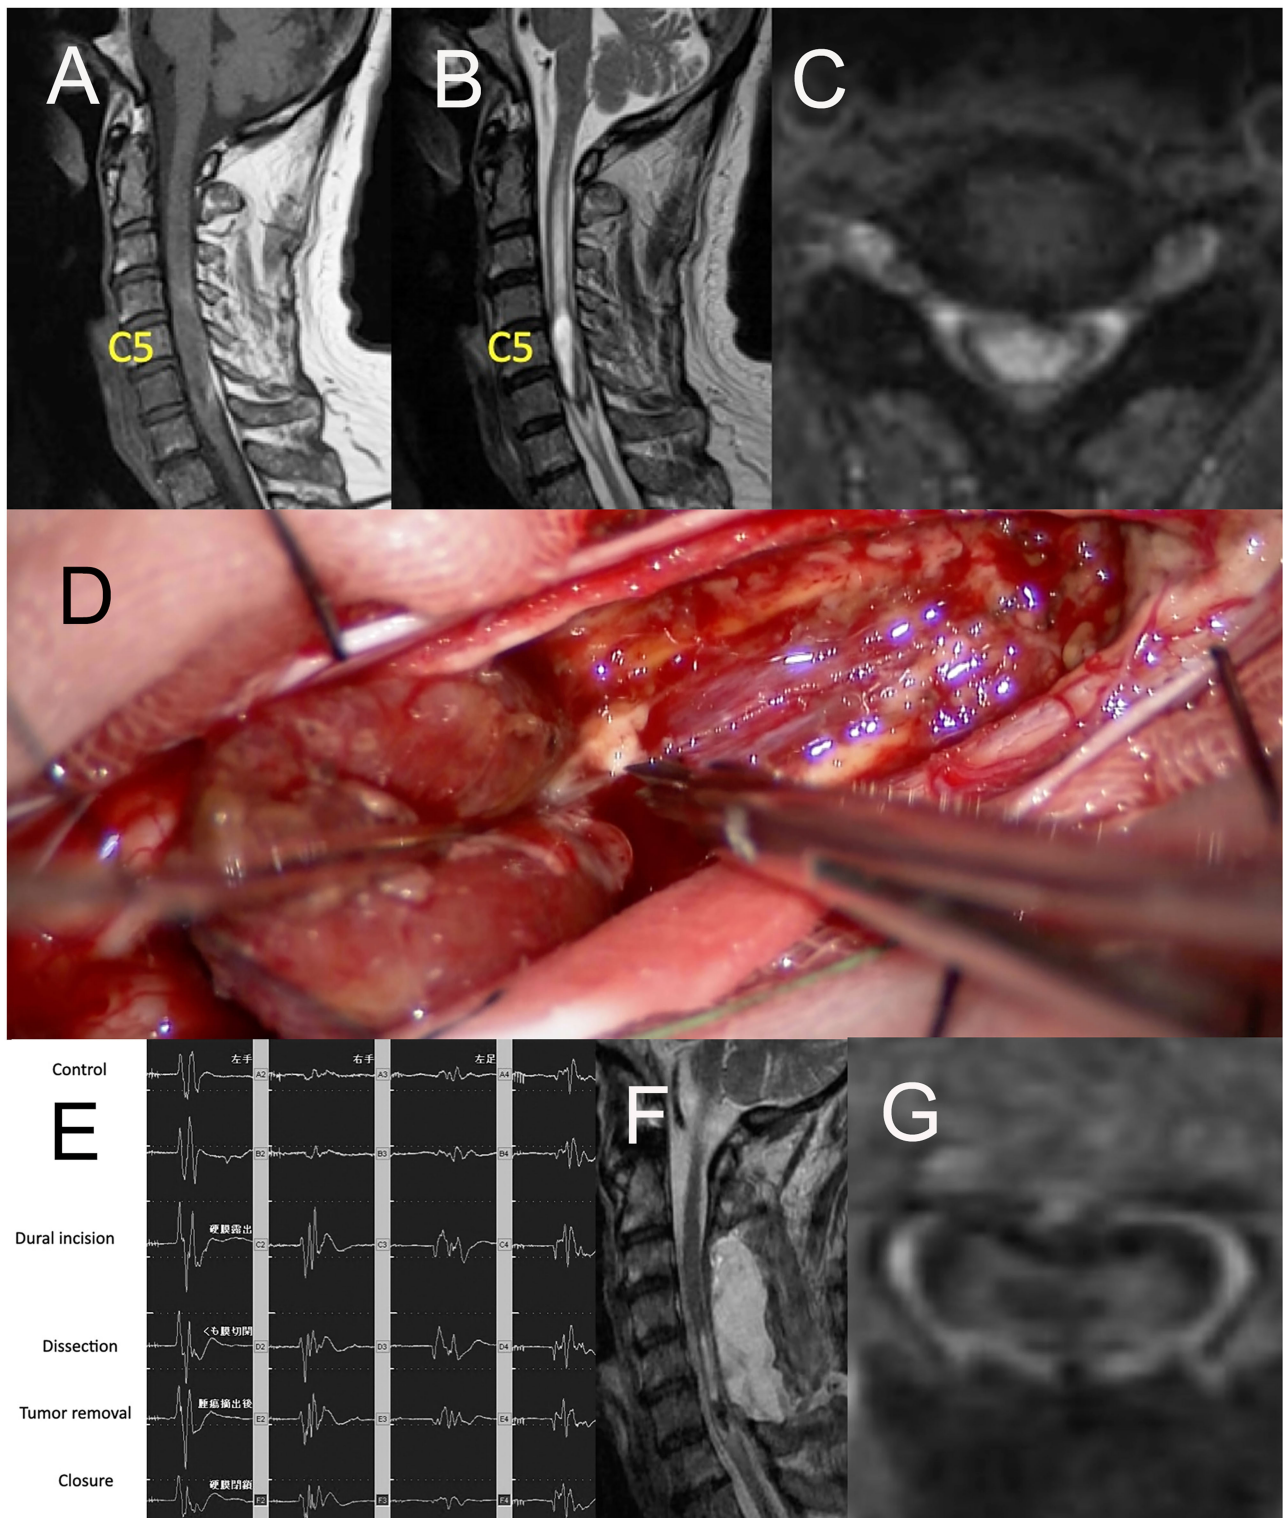 A
B
C
C5
C5
D
Control
E
左手
A2
右手
A3
左足
A4
B2
B3
B4
Dural incision
硬膜露出
C2
C3
C4
Dissection
くも膜切開
D2
D3
D4
Tumor removal
腫瘍摘出後
E2
E3
E4
Closure
硬膜閉鎖
F2
F3
F4
F
G